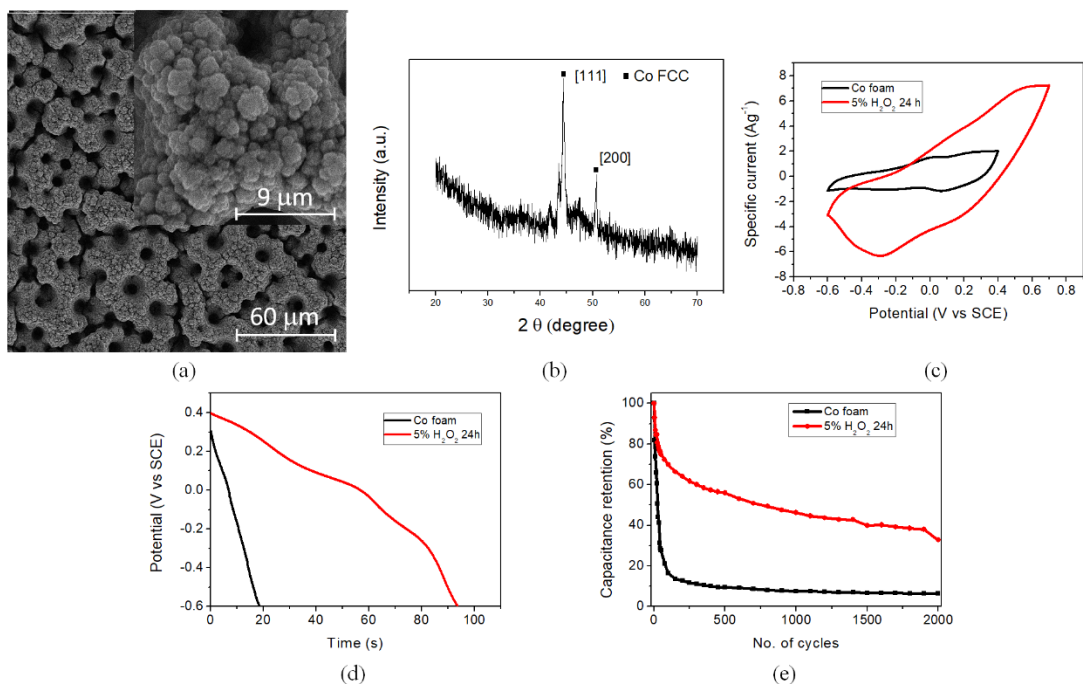 9 μm
60 μm
(a)
Intensity (a.u.)
[111]
■ Co FCC
[200]
20 30 40 50 60 70
2 θ (degree)
(b)
Specific current (Ag⁻¹)
8
6
4
2
0
-2
-4
-6
-8
Co foam
5% H₂O₂ 24 h
-0.8 -0.6 -0.4 -0.2 0.0 0.2 0.4 0.6 0.8
Potential (V vs SCE)
(c)
Potential (V vs SCE)
0.4
0.2
0.0
-0.2
-0.4
-0.6
Co foam
5% H₂O₂ 24h
0 20 40 60 80 100
Time (s)
(d)
Capacitance retention (%)
100
80
60
40
20
0
Co foam
5% H₂O₂ 24h
0 500 1000 1500 2000
No. of cycles
(e)